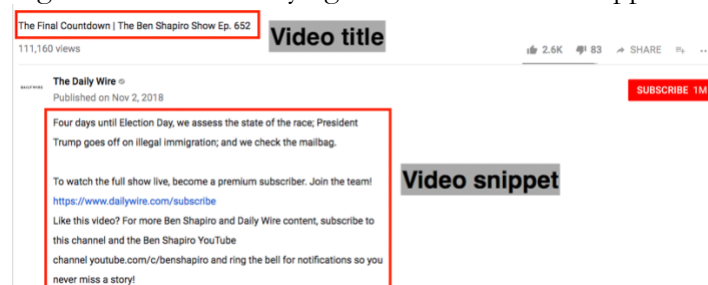 The Final Countdown | The Ben Shapiro Show Ep. 652
Video title
111,160 views
2.6K 83 SHARE
The Daily Wire
Published on Nov 2, 2018
SUBSCRIBE 1M
Four days until Election Day, we assess the state of the race; President
Trump goes off on illegal immigration; and we check the mailbag.
To watch the full show live, become a premium subscriber. Join the team!
Video snippet
https://www.dailywire.com/subscribe
Like this video? For more Ben Shapiro and Daily Wire content, subscribe to
this channel and the Ben Shapiro YouTube
channel youtube.com/c/benshapiro and ring the bell for notifications so you
never miss a story!